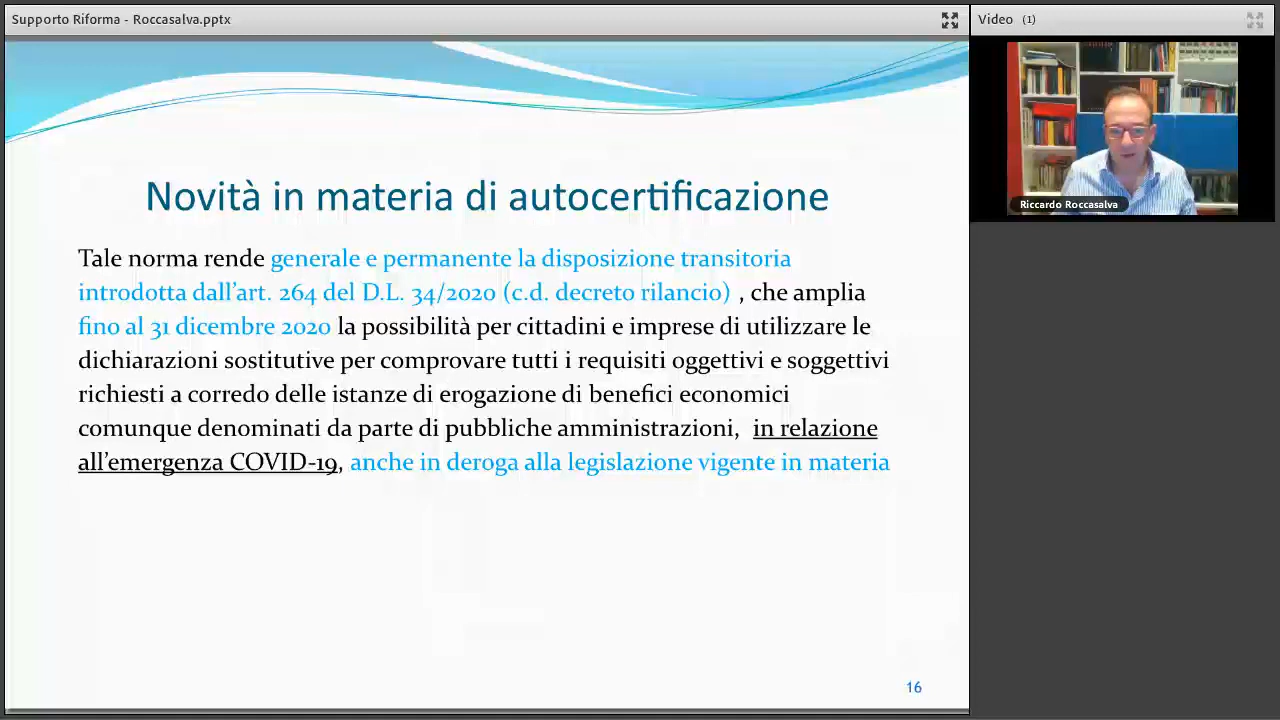 Supporto Riforma - Roccasalva.pptx
Video (1)
Riccardo Roccasalva
Novità in materia di autocertificazione
Tale norma rende generale e permanente la disposizione transitoria
introdotta dall'art. 264 del D.L. 34/2020 (c.d. decreto rilancio) , che amplia
fino al 31 dicembre 2020 la possibilità per cittadini e imprese di utilizzare le
dichiarazioni sostitutive per comprovare tutti i requisiti oggettivi e soggettivi
richiesti a corredo delle istanze di erogazione di benefici economici
comunque denominati da parte di pubbliche amministrazioni, in relazione
all'emergenza COVID-19, anche in deroga alla legislazione vigente in materia
16